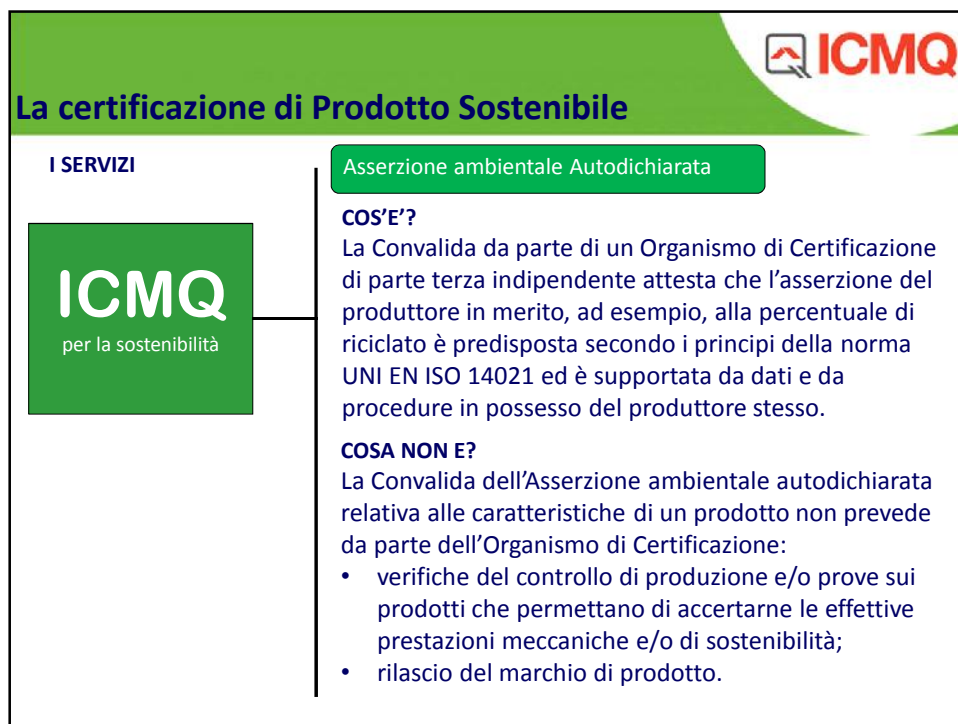 ICMQ
La certificazione di Prodotto Sostenibile
I SERVIZI
ICMQ
per la sostenibilità
Asserzione ambientale Autodichiarata
COS’E’?
La Convalida da parte di un Organismo di Certificazione
di parte terza indipendente attesta che l’asserzione del
produttore in merito, ad esempio, alla percentuale di
riciclato è predisposta secondo i principi della norma
UNI EN ISO 14021 ed è supportata da dati e da
procedure in possesso del produttore stesso.
COSA NON E?
La Convalida dell’Asserzione ambientale autodichiarata
relativa alle caratteristiche di un prodotto non prevede
da parte dell’Organismo di Certificazione:
• verifiche del controllo di produzione e/o prove sui
prodotti che permettano di accertarne le effettive
prestazioni meccaniche e/o di sostenibilità;
• rilascio del marchio di prodotto.